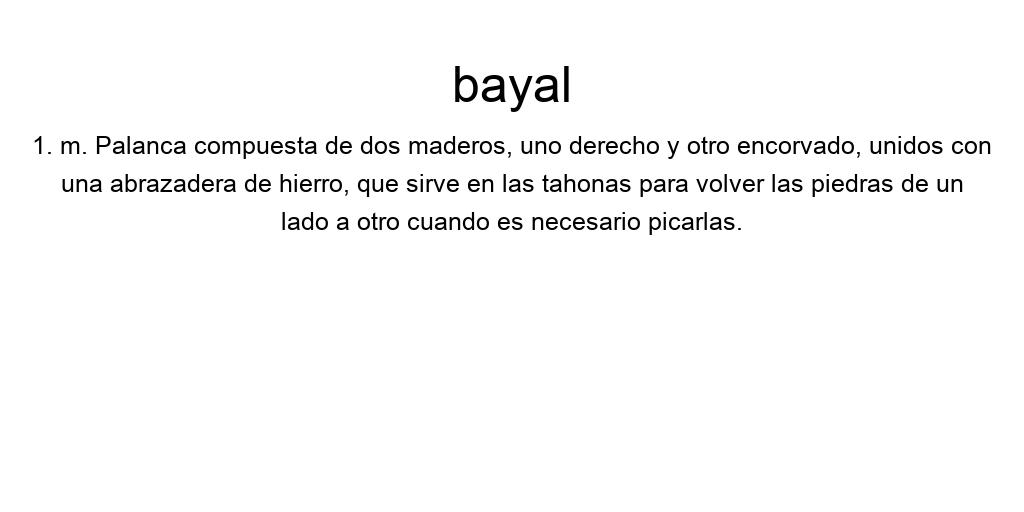 bayal
1. m. Palanca compuesta de dos maderos, uno derecho y otro encorvado, unidos con
una abrazadera de hierro, que sirve en las tahonas para volver las piedras de un
lado a otro cuando es necesario picarlas.